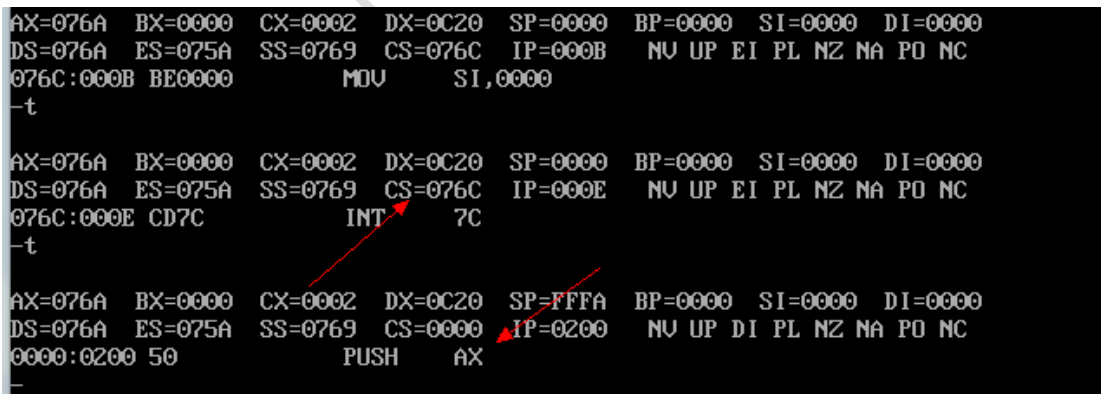 AX=076A BX=0000 CX=0002 DX=0C20 SP=0000 BP=0000 SI=0000 DI=0000
DS=076A ES=075A SS=0769 CS=076C IP=000B NV UP EI PL NZ NA PO NC
076C:000B BE0000 MOV SI,0000
-t
AX=076A BX=0000 CX=0002 DX=0C20 SP=0000 BP=0000 SI=0000 DI=0000
DS=076A ES=075A SS=0769 CS=076C IP=000E NV UP EI PL NZ NA PO NC
076C:000E CD7C INT 7C
-t
AX=076A BX=0000 CX=0002 DX=0C20 SP=FFFA BP=0000 SI=0000 DI=0000
DS=076A ES=075A SS=0769 CS=0000 IP=0200 NV UP DI PL NZ NA PO NC
0000:0200 50 PUSH AX
-